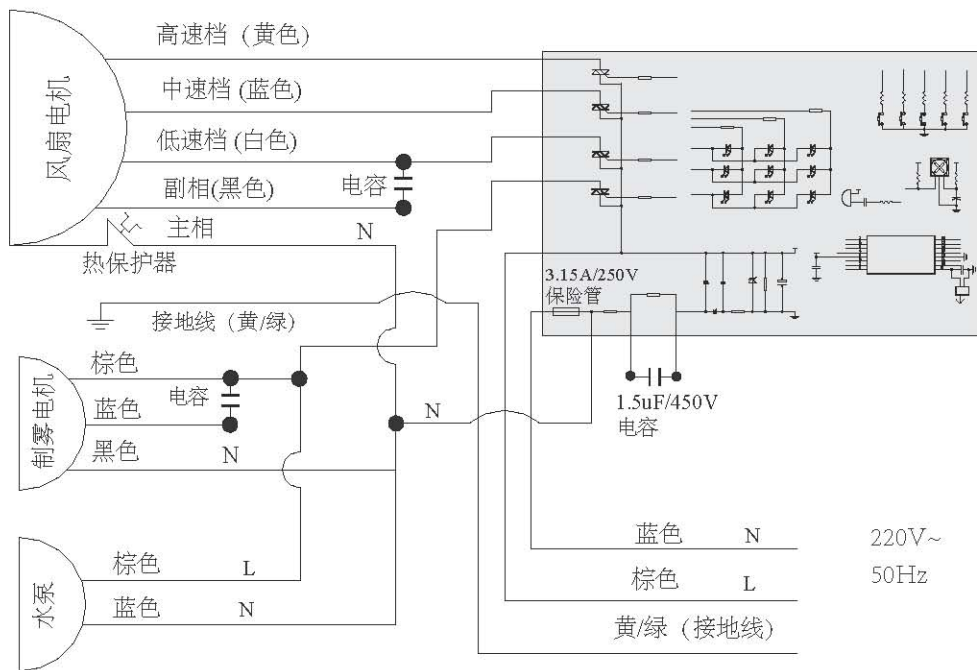 高速档（黄色）
中速档(蓝色)
低速档(白色)
副相(黑色)
电容
主相
N
风扇电机
热保护器
3.15A/250V
保险管
接地线（黄/绿）
棕色
电容
蓝色
黑色
N
制雾电机
N
1.5uF/450V
电容
棕色
L
蓝色
N
水泵
蓝色
N
棕色
L
黄/绿（接地线）
220V~
50Hz